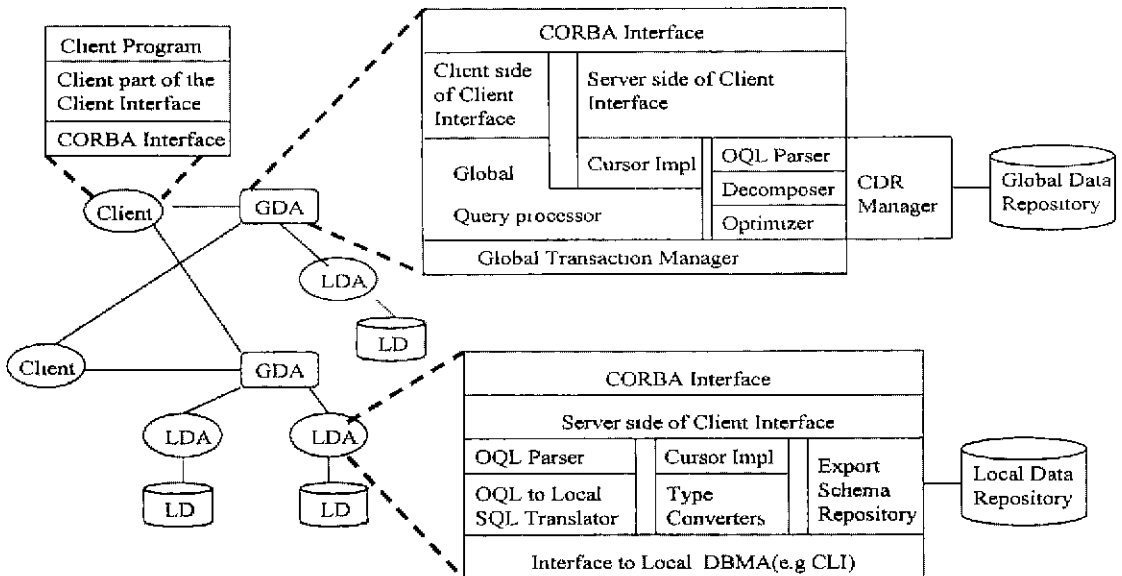 Client Program
Client part of the
Client Interface
CORBA Interface
CORBA Interface
Client side
of Client
Interface
Server side of Client
Interface
Global
Query processor
Cursor Impl
OQL Parser
Decomposer
Optimizer
CDR
Manager
Global Transaction Manager
Global Data
Repository
Client
GDA
LDA
LD
Client
GDA
LDA
LDA
LD
LD
CORBA Interface
Server side of Client Interface
OQL Parser
OQL to Local
SQL Translator
Cursor Impl
Type
Converters
Export
Schema
Repository
Interface to Local DBMA(e.g CLI)
Local Data
Repository